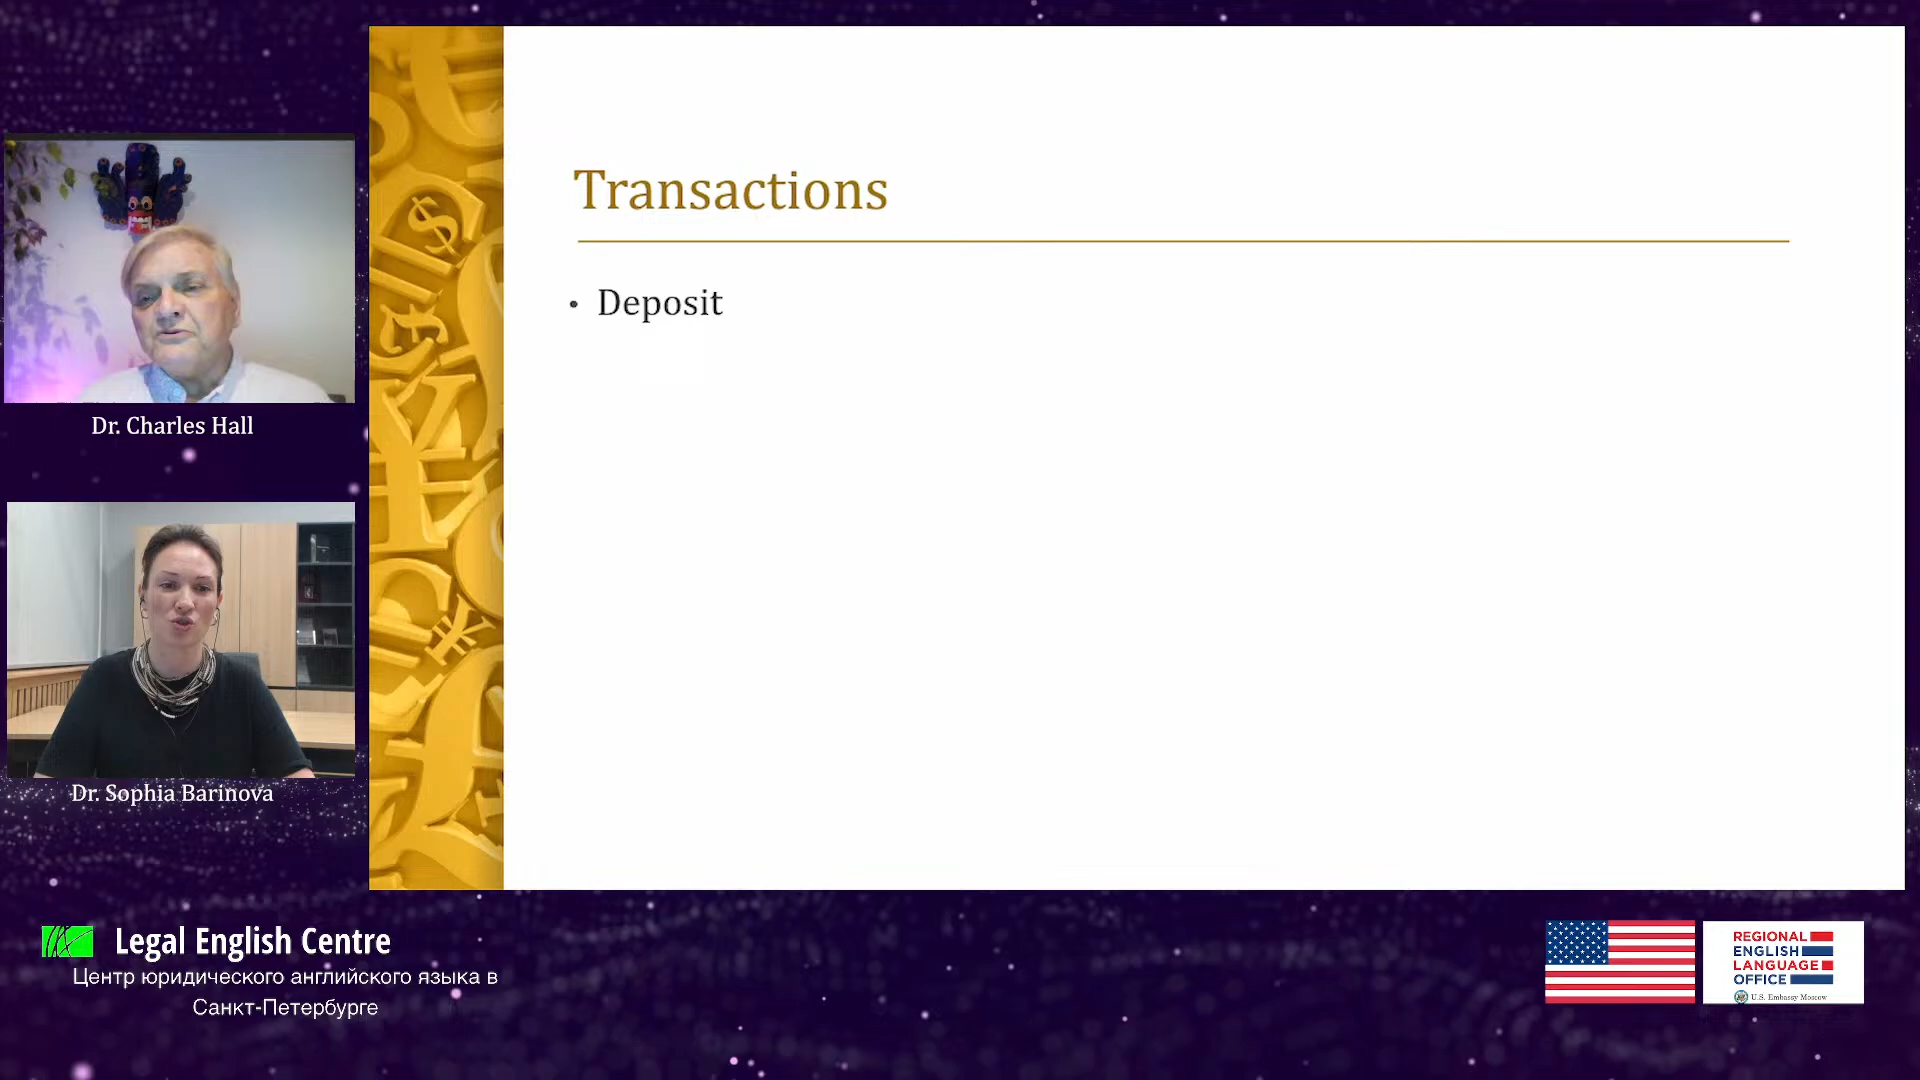 Transactions
• Deposit
Dr. Charles Hall
Dr. Sophia Barinova
Legal English Centre
Центр юридического английского языка в
Санкт-Петербурге
REGIONAL
ENGLISH
LANGUAGE
OFFICE
U.S. Embassy Moscow